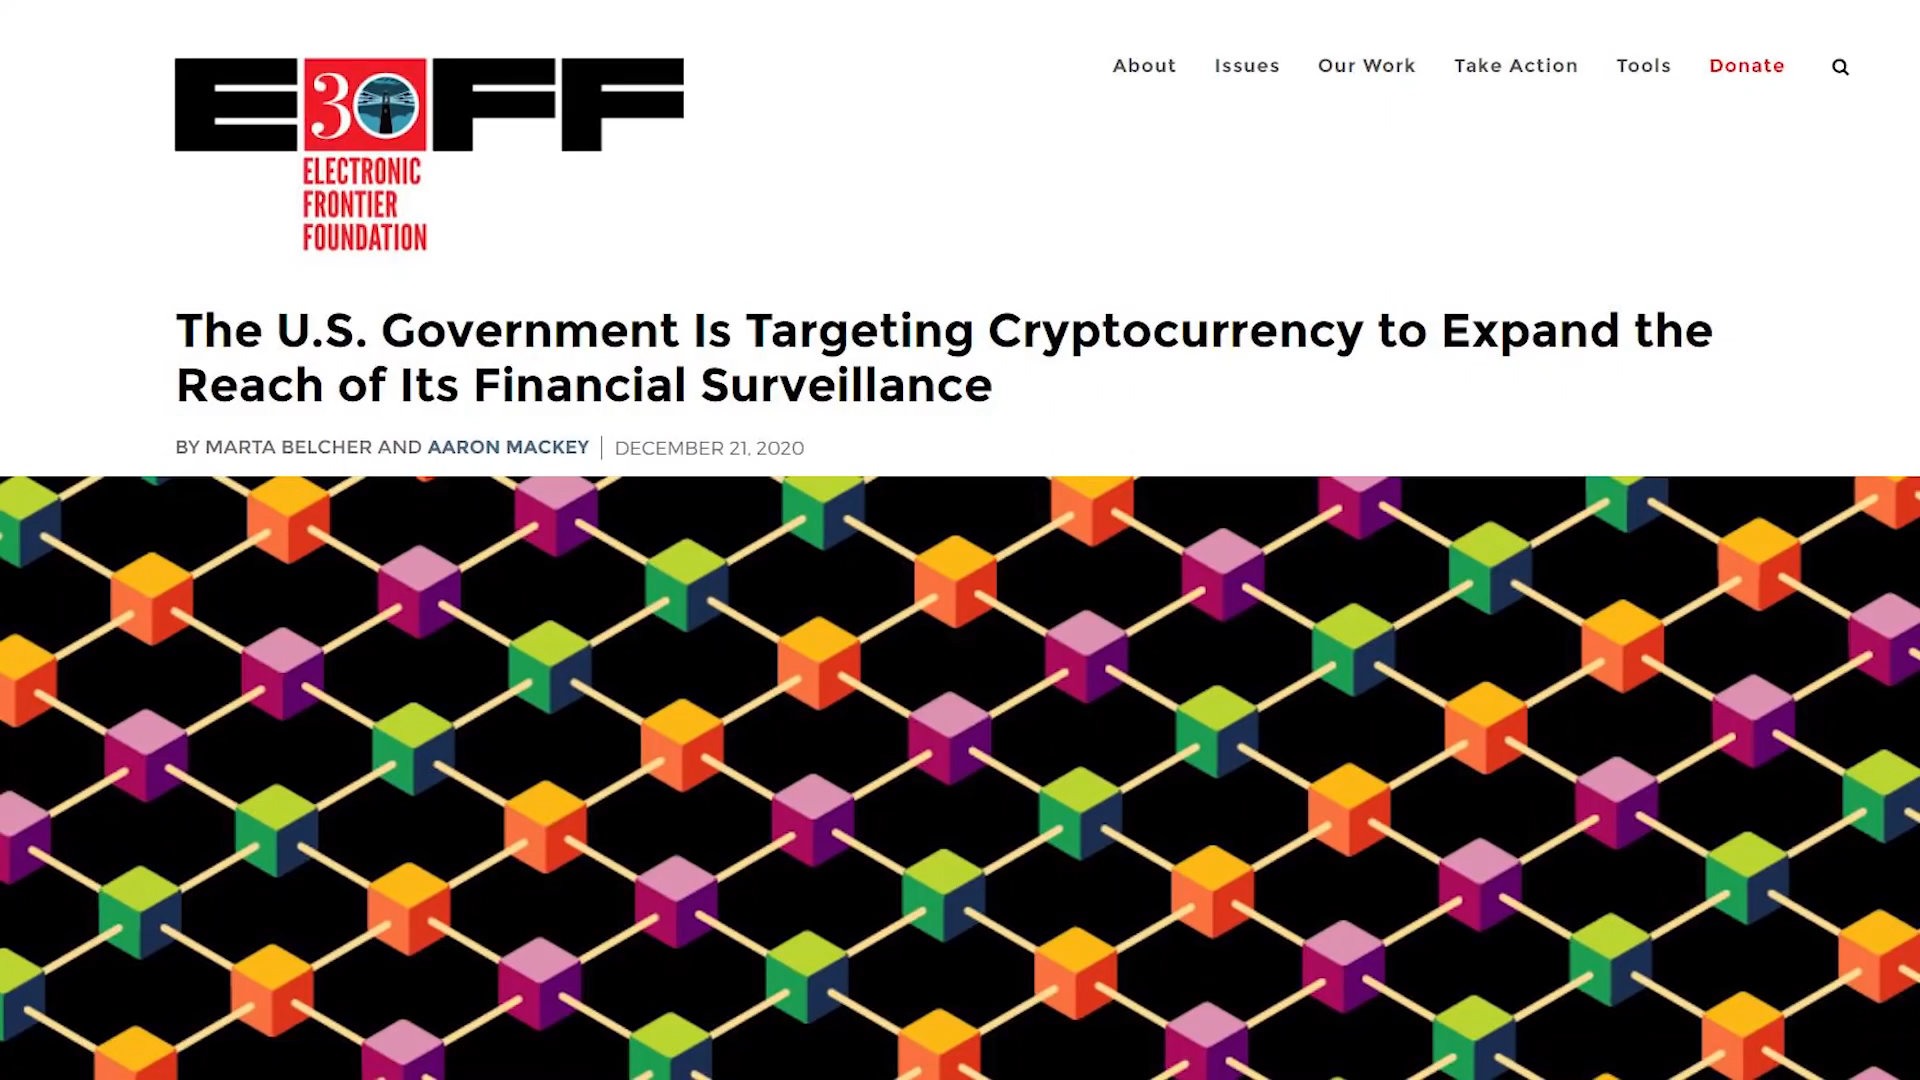 EFF
30
ELECTRONIC
FRONTIER
FOUNDATION
About Issues Our Work Take Action Tools Donate
The U.S. Government Is Targeting Cryptocurrency to Expand the
Reach of Its Financial Surveillance
BY MARTA BELCHER AND AARON MACKEY | DECEMBER 21, 2020